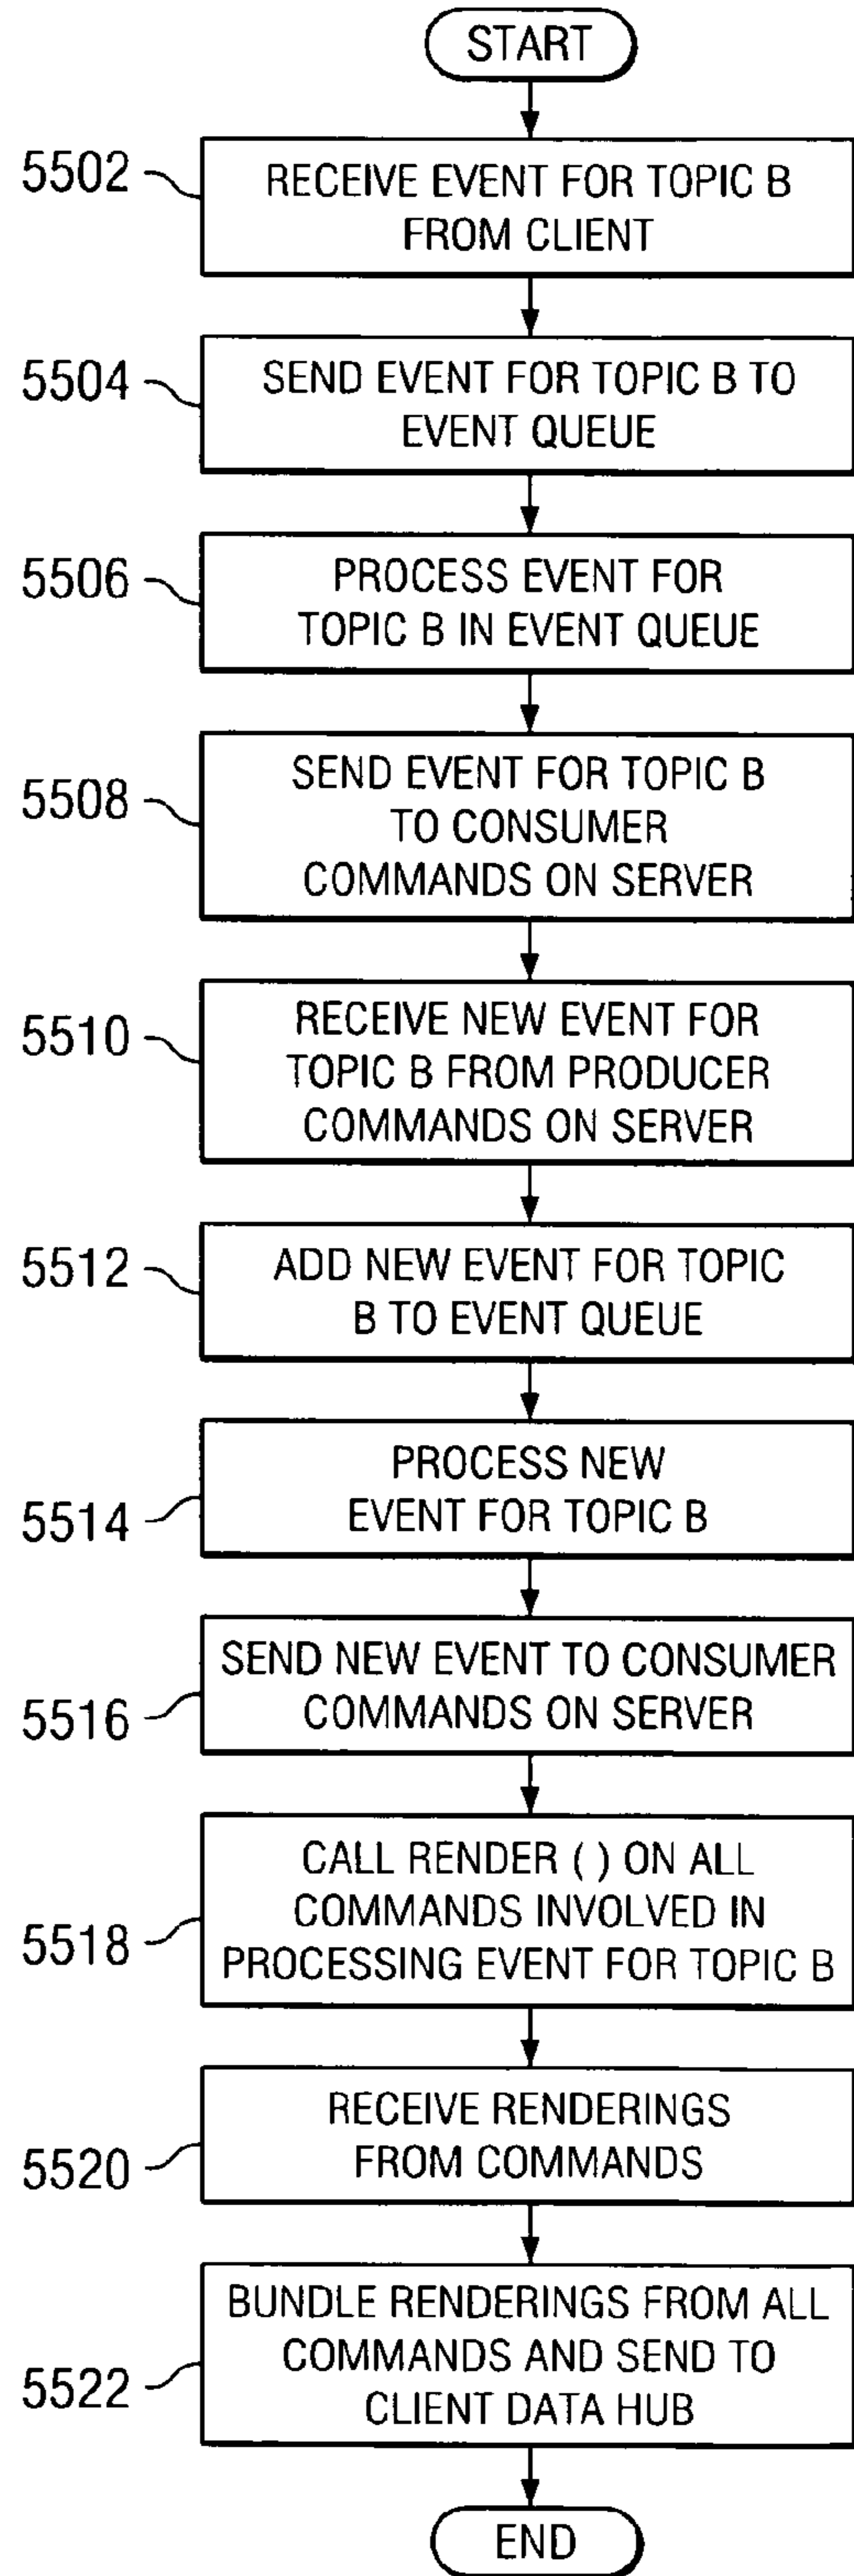 START
5502
RECEIVE EVENT FOR TOPIC B
FROM CLIENT
5504
SEND EVENT FOR TOPIC B TO
EVENT QUEUE
5506
PROCESS EVENT FOR
TOPIC B IN EVENT QUEUE
5508
SEND EVENT FOR TOPIC B
TO CONSUMER
COMMANDS ON SERVER
5510
RECEIVE NEW EVENT FOR
TOPIC B FROM PRODUCER
COMMANDS ON SERVER
5512
ADD NEW EVENT FOR TOPIC
B TO EVENT QUEUE
5514
PROCESS NEW
EVENT FOR TOPIC B
5516
SEND NEW EVENT TO CONSUMER
COMMANDS ON SERVER
5518
CALL RENDER ( ) ON ALL
COMMANDS INVOLVED IN
PROCESSING EVENT FOR TOPIC B
5520
RECEIVE RENDERINGS
FROM COMMANDS
5522
BUNDLE RENDERINGS FROM ALL
COMMANDS AND SEND TO
CLIENT DATA HUB
END